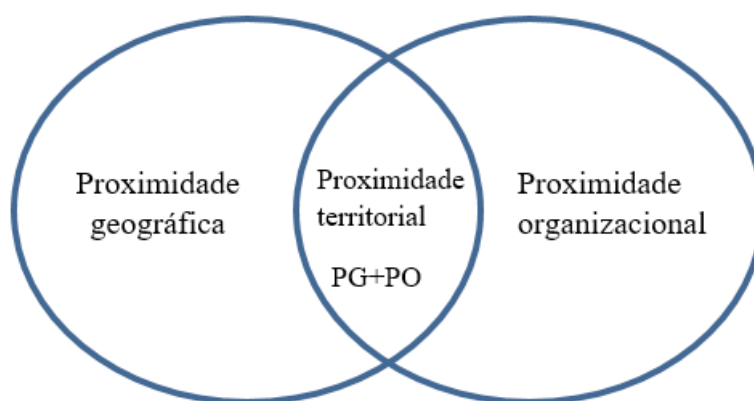 Proximidade
geográfica
Proximidade
territorial
PG+PO
Proximidade
organizacional